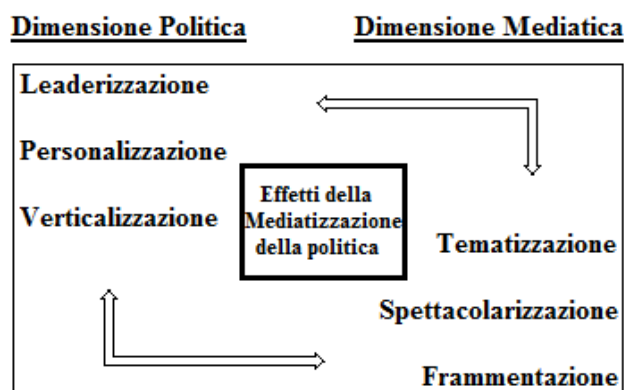 Dimensione Politica
Dimensione Mediatica
Leaderizzazione
Personalizzazione
Verticalizzazione
Effetti della
Mediatizzazione
della politica
Tematizzazione
Spettacolarizzazione
Frammentazione